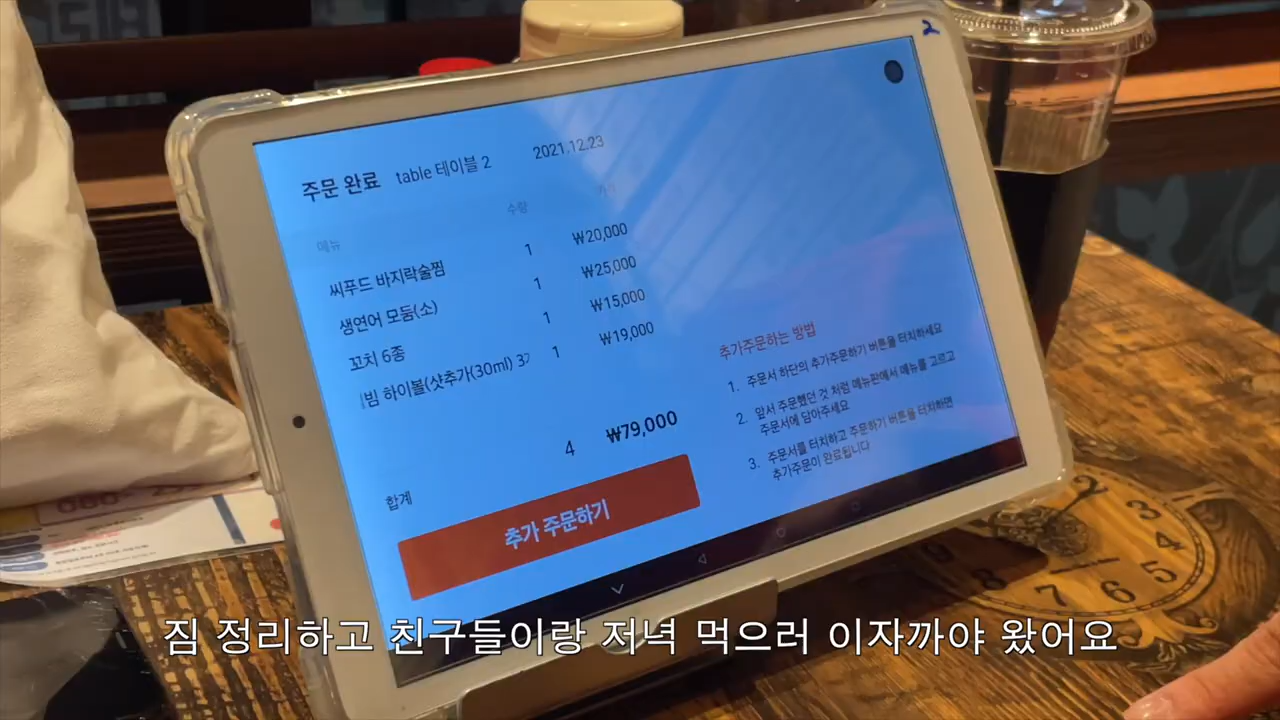 주문 완료 table 테이블 2 2021.12.23
메뉴 수량 가격
씨푸드 바지락술찜 1 ₩20,000
생연어 모둠(소) 1 ₩25,000
꼬치 6종 1 ₩15,000
빔 하이볼(샷추가(30ml) 1 ₩19,000
합계 4 ₩79,000
추가 주문하기
추가주문하는 방법
1. 주문서 하단의 추가주문하기 버튼을 터치하세요
2. 앞서 주문했던 것 처럼 메뉴판에서 메뉴를 고르고
주문서에 담아주세요
3. 주문서를 터치하고 주문하기 버튼을 터치하면
추가주문이 완료됩니다
2
2
3
4
5
6
7
8
짐 정리하고 친구들이랑 저녁 먹으러 이자까야 왔어요